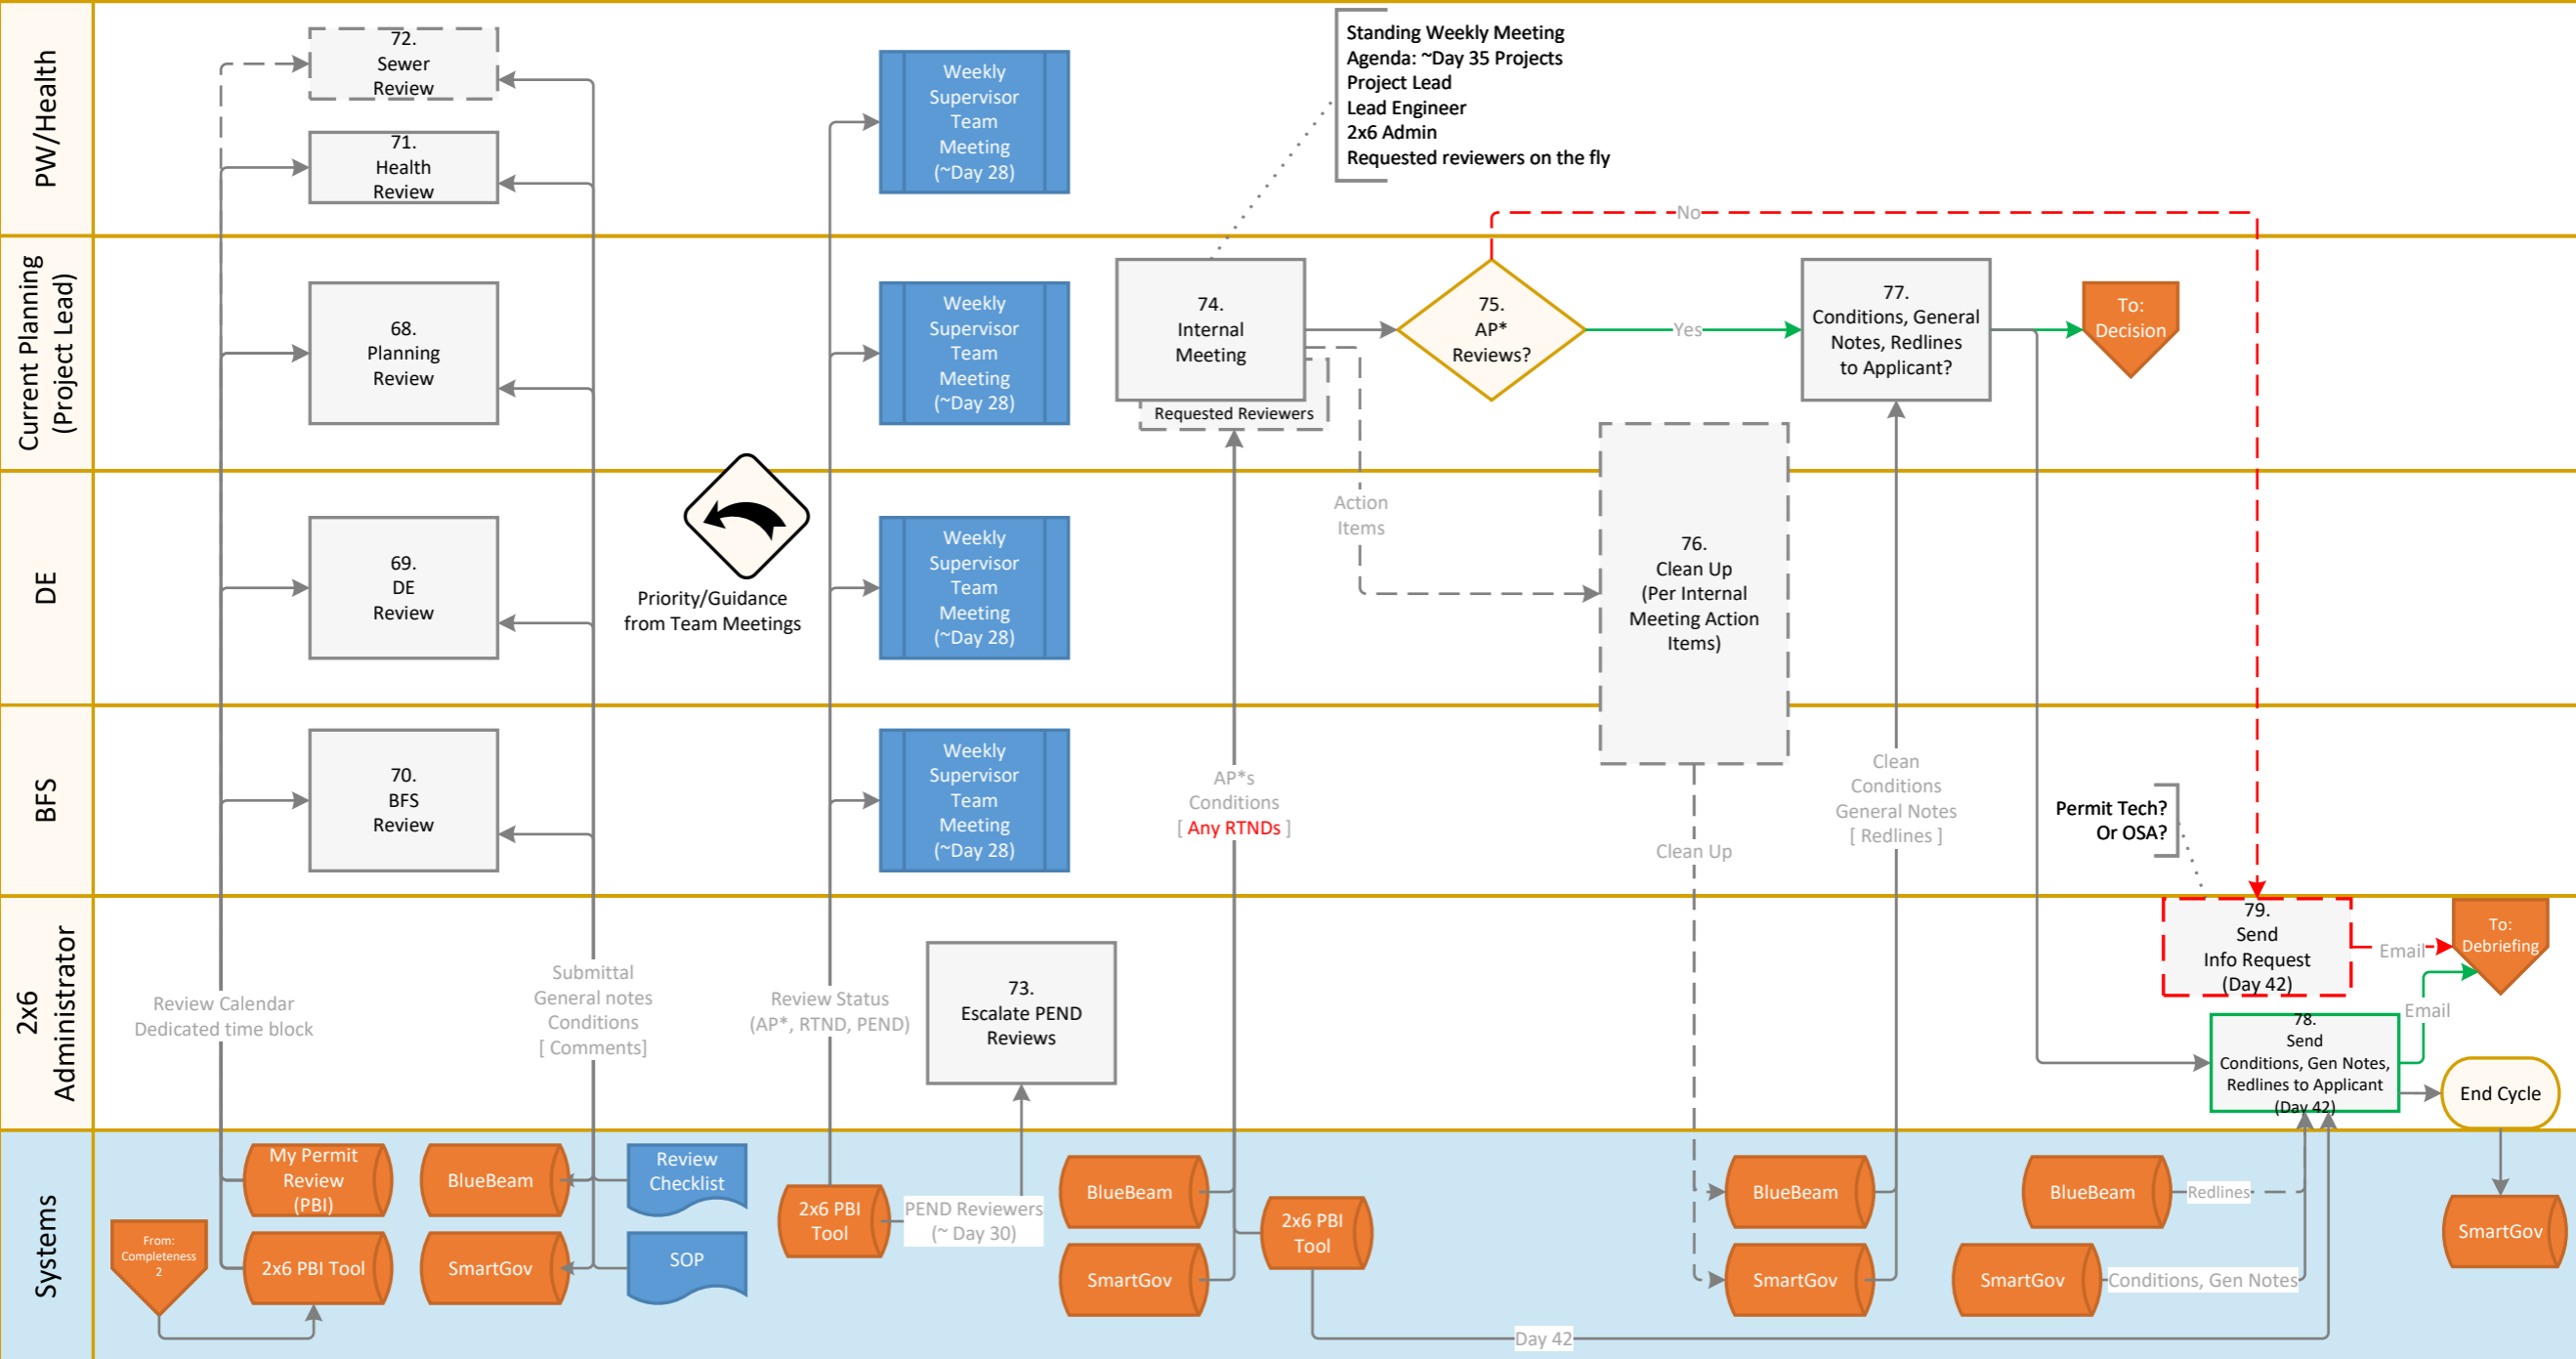 PW/Health
72.
Sewer
Review
71.
Health
Review
Weekly
Supervisor
Team
Meeting
(~Day 28)
Standing Weekly Meeting
Agenda: ~Day 35 Projects
Project Lead
Lead Engineer
2x6 Admin
Requested reviewers on the fly
No
Current Planning
(Project Lead)
68.
Planning
Review
Weekly
Supervisor
Team
Meeting
(~Day 28)
74.
Internal
Meeting
Requested Reviewers
75.
AP*
Reviews?
Yes
77.
Conditions, General
Notes, Redlines
to Applicant?
To:
Decision
DE
69.
DE
Review
Priority/Guidance
from Team Meetings
Weekly
Supervisor
Team
Meeting
(~Day 28)
Action
Items
76.
Clean Up
(Per Internal
Meeting Action
Items)
BFS
70.
BFS
Review
Weekly
Supervisor
Team
Meeting
(~Day 28)
AP*s
Conditions
[ Any RTNDs ]
Clean Up
Clean
Conditions
General Notes
[ Redlines ]
Permit Tech?
Or OSA?
2x6
Administrator
Review Calendar
Dedicated time block
Submittal
General notes
Conditions
[ Comments]
Review Status
(AP*, RTND, PEND)
73.
Escalate PEND
Reviews
79.
Send
Info Request
(Day 42)
Email
To:
Debriefing
Email
78.
Send
Conditions, Gen Notes,
Redlines to Applicant
(Day 42)
End Cycle
Systems
From:
Completeness
2
My Permit
Review
(PBI)
2x6 PBI Tool
BlueBeam
SmartGov
Review
Checklist
SOP
2x6 PBI
Tool
PEND Reviewers
(~ Day 30)
BlueBeam
SmartGov
2x6 PBI
Tool
Day 42
BlueBeam
SmartGov
BlueBeam
Redlines
SmartGov
Conditions, Gen Notes
SmartGov